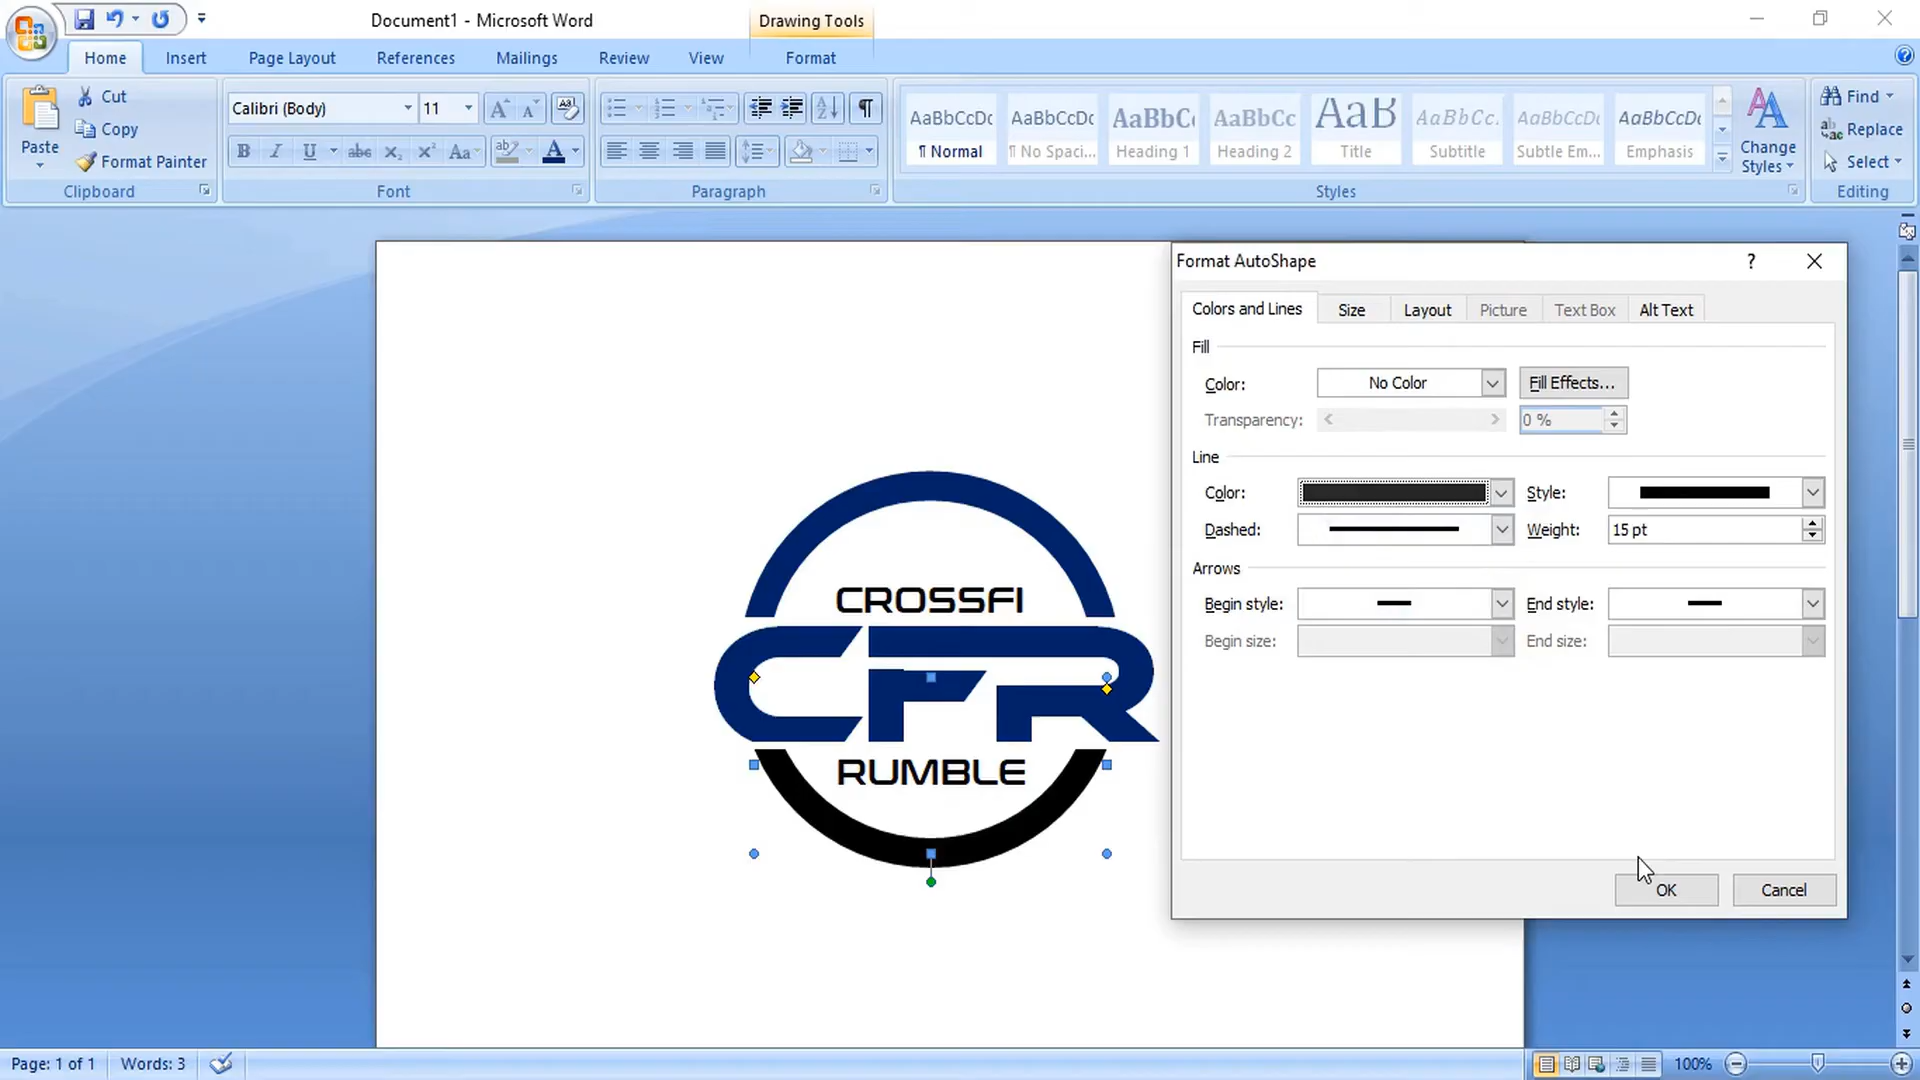 Document1 - Microsoft Word
Drawing Tools
Home Insert Page Layout References Mailings Review View Format
Paste
Cut
Copy
Format Painter
Clipboard
Calibri (Body) 11
B I U abc X₂ X² Aa ab A
Font
Paragraph
AaBbCcDc AaBbCcDc AaBbC AaBbCc AaB AaBbCc. AaBbCcDc AaBbCcDc
¶ Normal ¶ No Spaci... Heading 1 Heading 2 Title Subtitle Subtle Em... Emphasis
Change
Styles
Styles
Find
Replace
Select
Editing
Format AutoShape ?
Colors and Lines Size Layout Picture Text Box Alt Text
Fill
Color: No Color Fill Effects...
Transparency: 0 %
Line
Color: Style:
Dashed: Weight: 15 pt
Arrows
Begin style: End style:
Begin size: End size:
OK Cancel
CROSSFI
CFR
RUMBLE
Page: 1 of 1 Words: 3 100%